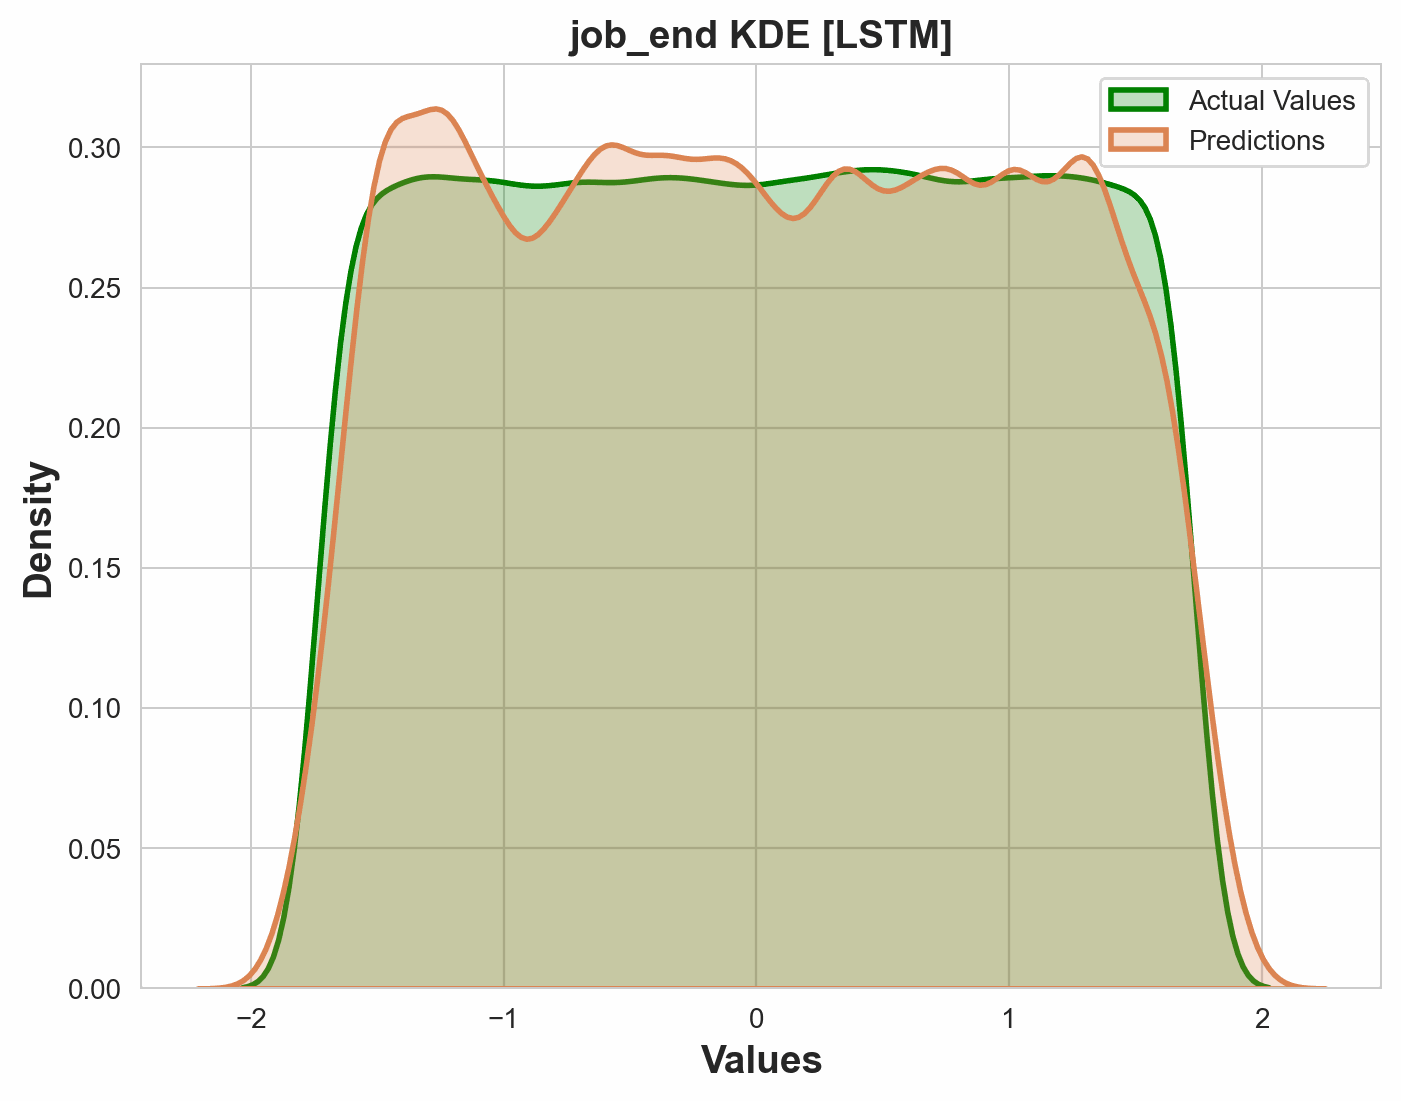 job_end KDE [LSTM]
Actual Values
Predictions
0.30
0.25
0.20
0.15
0.10
0.05
0.00
Density
−2
−1
0
1
2
Values